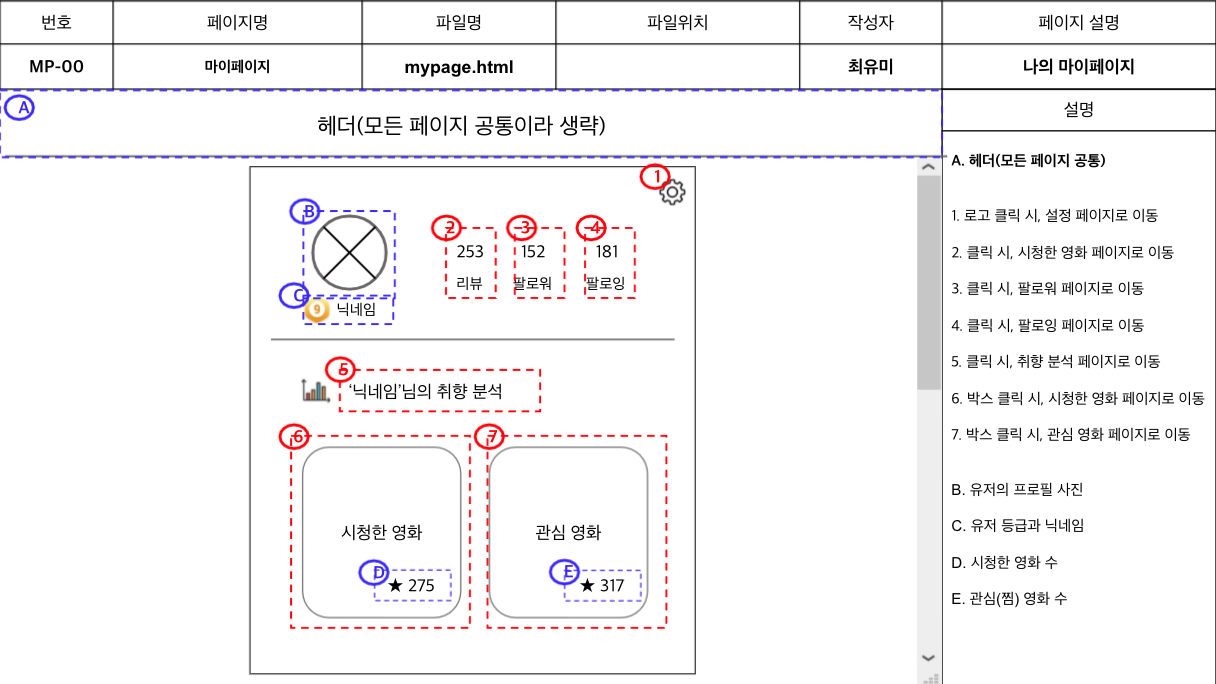 번호 페이지명 파일명 파일위치 작성자 페이지 설명
MP-00 마이페이지 mypage.html 최유미 나의 마이페이지
A
헤더(모든 페이지 공통이라 생략)
설명
1
B
2 3 4
253 152 181
리뷰 팔로워 팔로잉
C
9 닉네임
5
'닉네임'님의 취향 분석
6 7
시청한 영화 관심 영화
D E
★ 275 ★ 317
A. 헤더(모든 페이지 공통)
1. 로고 클릭 시, 설정 페이지로 이동
2. 클릭 시, 시청한 영화 페이지로 이동
3. 클릭 시, 팔로워 페이지로 이동
4. 클릭 시, 팔로잉 페이지로 이동
5. 클릭 시, 취향 분석 페이지로 이동
6. 박스 클릭 시, 시청한 영화 페이지로 이동
7. 박스 클릭 시, 관심 영화 페이지로 이동
B. 유저의 프로필 사진
C. 유저 등급과 닉네임
D. 시청한 영화 수
E. 관심(찜) 영화 수